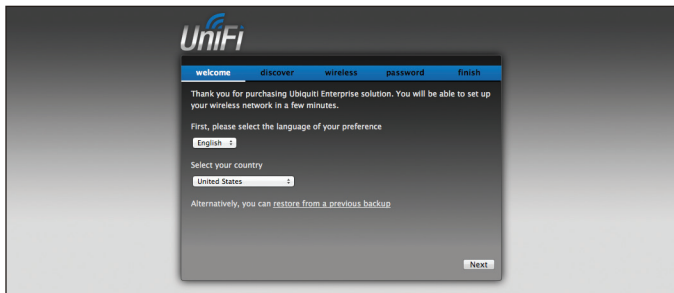 UniFi
welcome discover wireless password finish
Thank you for purchasing Ubiquiti Enterprise solution. You will be able to set up
your wireless network in a few minutes.
First, please select the language of your preference
English
Select your country
United States
Alternatively, you can restore from a previous backup
Next